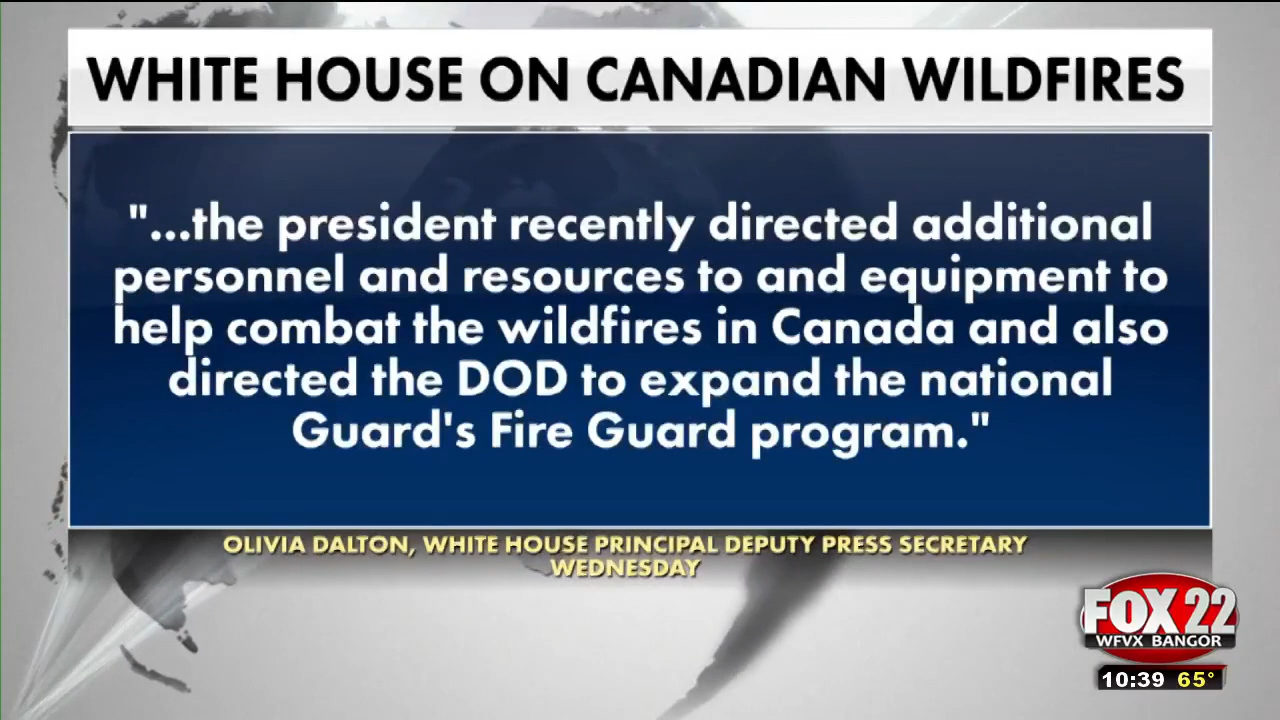 WHITE HOUSE ON CANADIAN WILDFIRES
"...the president recently directed additional
personnel and resources to and equipment to
help combat the wildfires in Canada and also
directed the DOD to expand the national
Guard's Fire Guard program."
OLIVIA DALTON, WHITE HOUSE PRINCIPAL DEPUTY PRESS SECRETARY
WEDNESDAY
FOX 22
WFVX BANGOR
10:39 65°